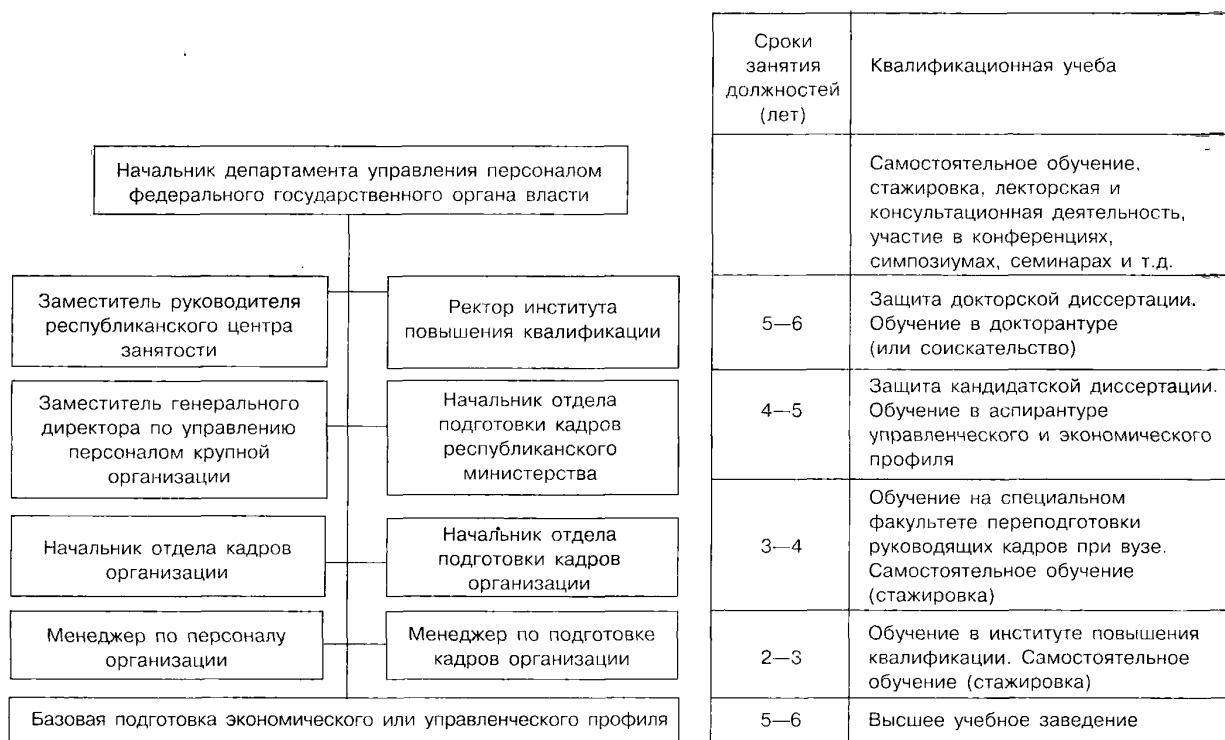 Сроки
занятия
должностей
(лет)
Квалификационная учеба
Начальник департамента управления персоналом
федерального государственного органа власти
Самостоятельное обучение,
стажировка, лекторская и
консультационная деятельность,
участие в конференциях,
симпозиумах, семинарах и т.д.
Заместитель руководителя
республиканского центра
занятости
Ректор института
повышения квалификации
5—6
Защита докторской диссертации.
Обучение в докторантуре
(или соискательство)
Заместитель генерального
директора по управлению
персоналом крупной
организации
Начальник отдела
подготовки кадров
республиканского
министерства
4—5
Защита кандидатской диссертации.
Обучение в аспирантуре
управленческого и экономического
профиля
Начальник отдела кадров
организации
Начальник отдела
подготовки кадров
организации
3—4
Обучение на специальном
факультете переподготовки
руководящих кадров при вузе.
Самостоятельное обучение
(стажировка)
Менеджер по персоналу
организации
Менеджер по подготовке
кадров организации
2—3
Обучение в институте повышения
квалификации. Самостоятельное
обучение (стажировка)
Базовая подготовка экономического или управленческого профиля
5—6
Высшее учебное заведение